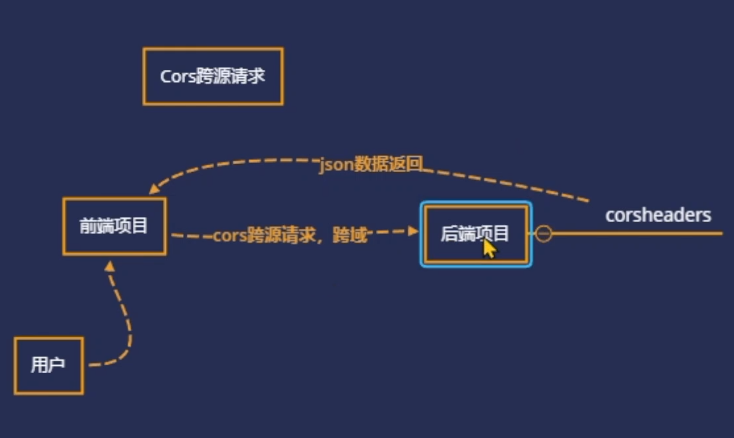 Cors跨源请求
json数据返回
corsheaders
前端项目
cors跨源请求，跨域
后端项目
用户